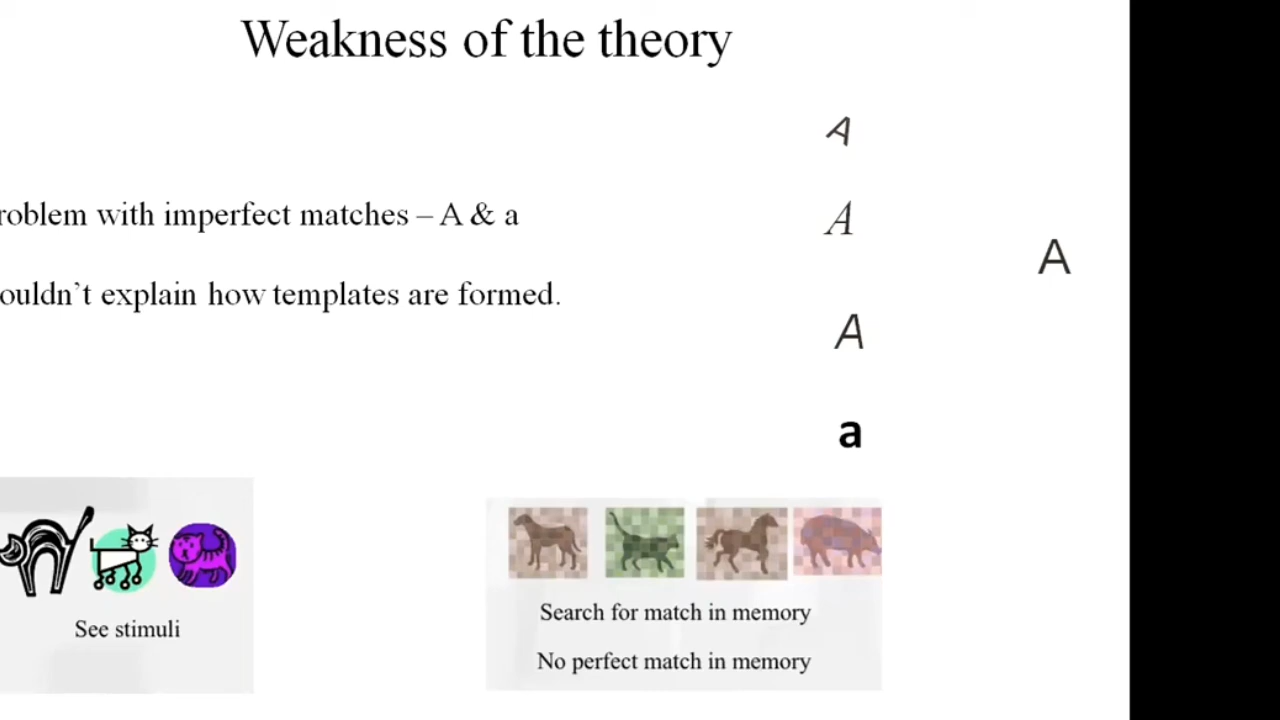 Weakness of the theory
A
roblem with imperfect matches – A & a
A
A
ouldn't explain how templates are formed.
A
a
See stimuli
Search for match in memory
No perfect match in memory